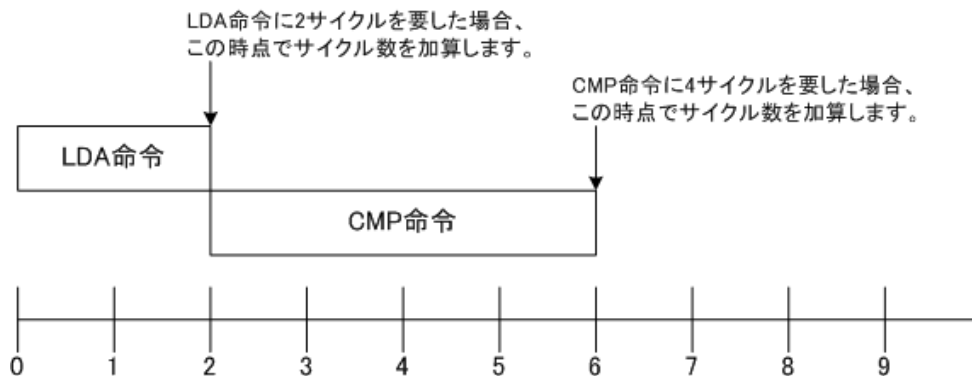 LDA命令に2サイクルを要した場合、
この時点でサイクル数を加算します。
CMP命令に4サイクルを要した場合、
この時点でサイクル数を加算します。
LDA命令
CMP命令
0 1 2 3 4 5 6 7 8 9